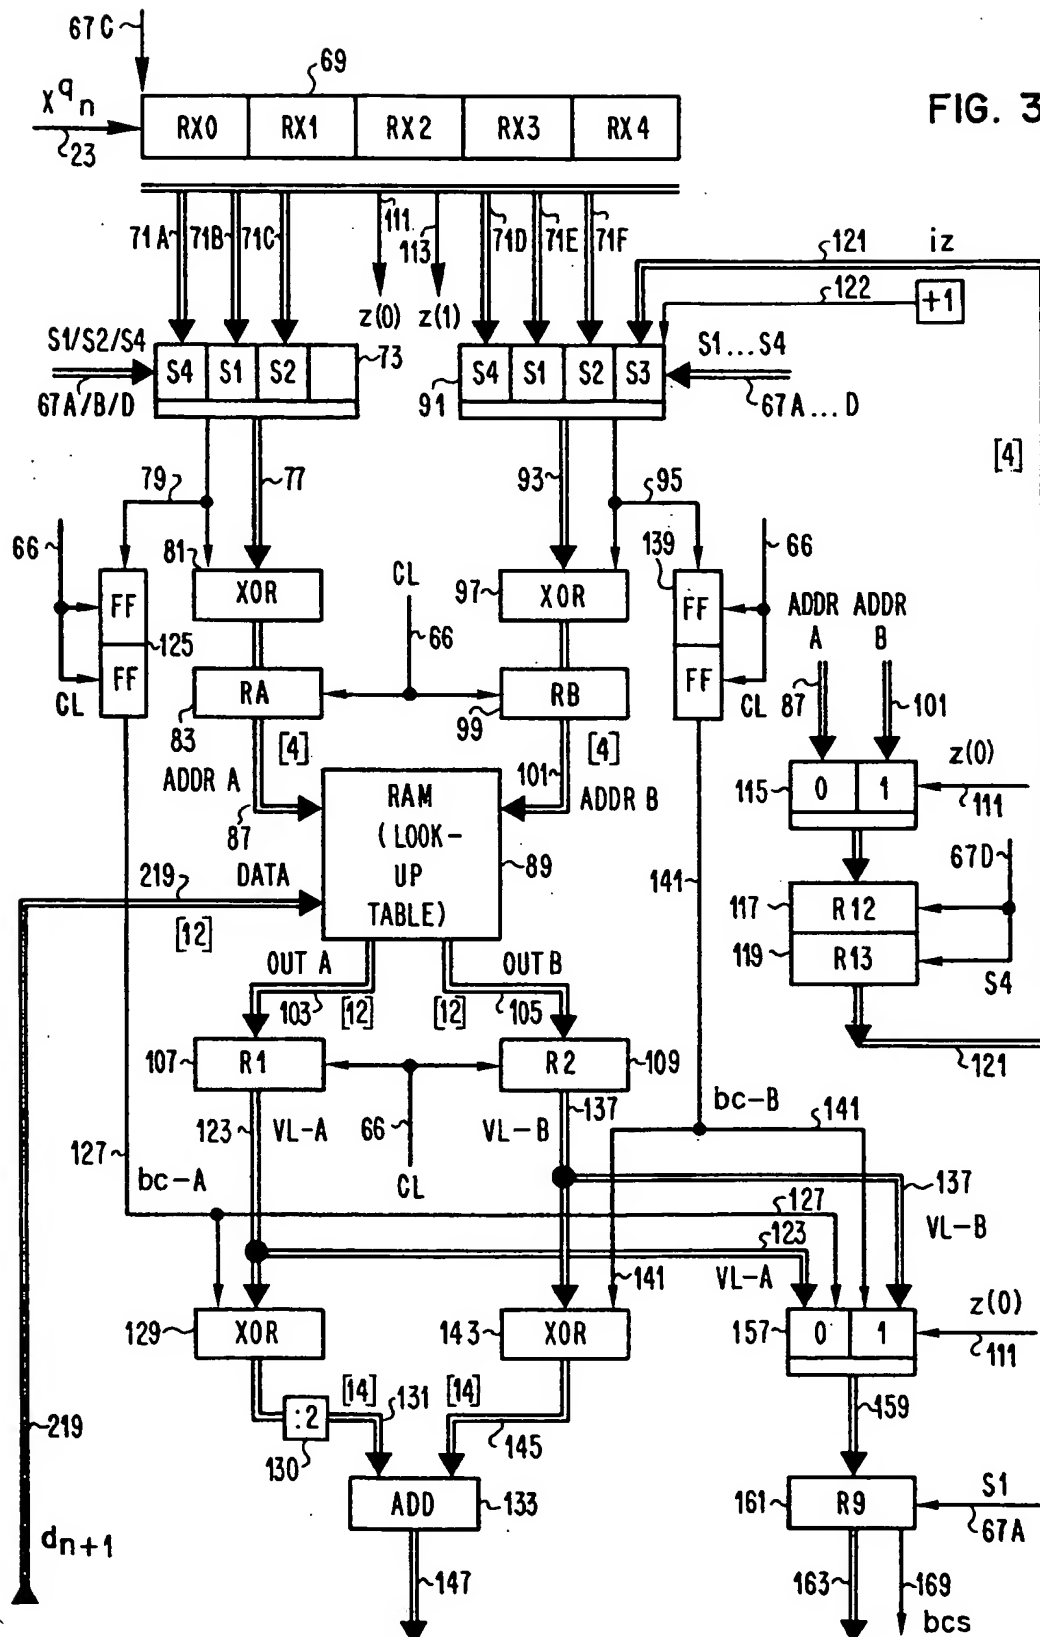 67C
69
FIG. 3
X^q_n
23
RX0 RX1 RX2 RX3 RX4
71A 71B 71C 111 113 71D 71E 71F
z(0) z(1)
121 iz
122 +1
S1/S2/S4
67A/B/D
S4 S1 S2
73
91
S4 S1 S2 S3
S1...S4
67A...D
[4]
79 77 93 95
66 81 CL 97 139 66
FF XOR XOR FF
125
66
ADDR A ADDR B
FF RA RB FF
CL 83 99 CL
87 101
[4] [4]
ADDR A 101 ADDR B
87
RAM
(LOOK-
UP
TABLE)
89
z(0)
115 0 1
111
67D
219 DATA
[12]
141
117 R12
119 R13
S4
OUT A OUT B
103 [12] [12] 105
121
107 R1 R2 109
123 VL-A 66 VL-B 137
CL
bc-B 141
127
bc-A
127
123
137
VL-B
VL-A
141
129 XOR 143 XOR
157 0 1
z(0)
111
[14] 131 [14]
:2
130
145
159
219
ADD 133
161 R9
S1
67A
dn+1
147
163 169
bcs